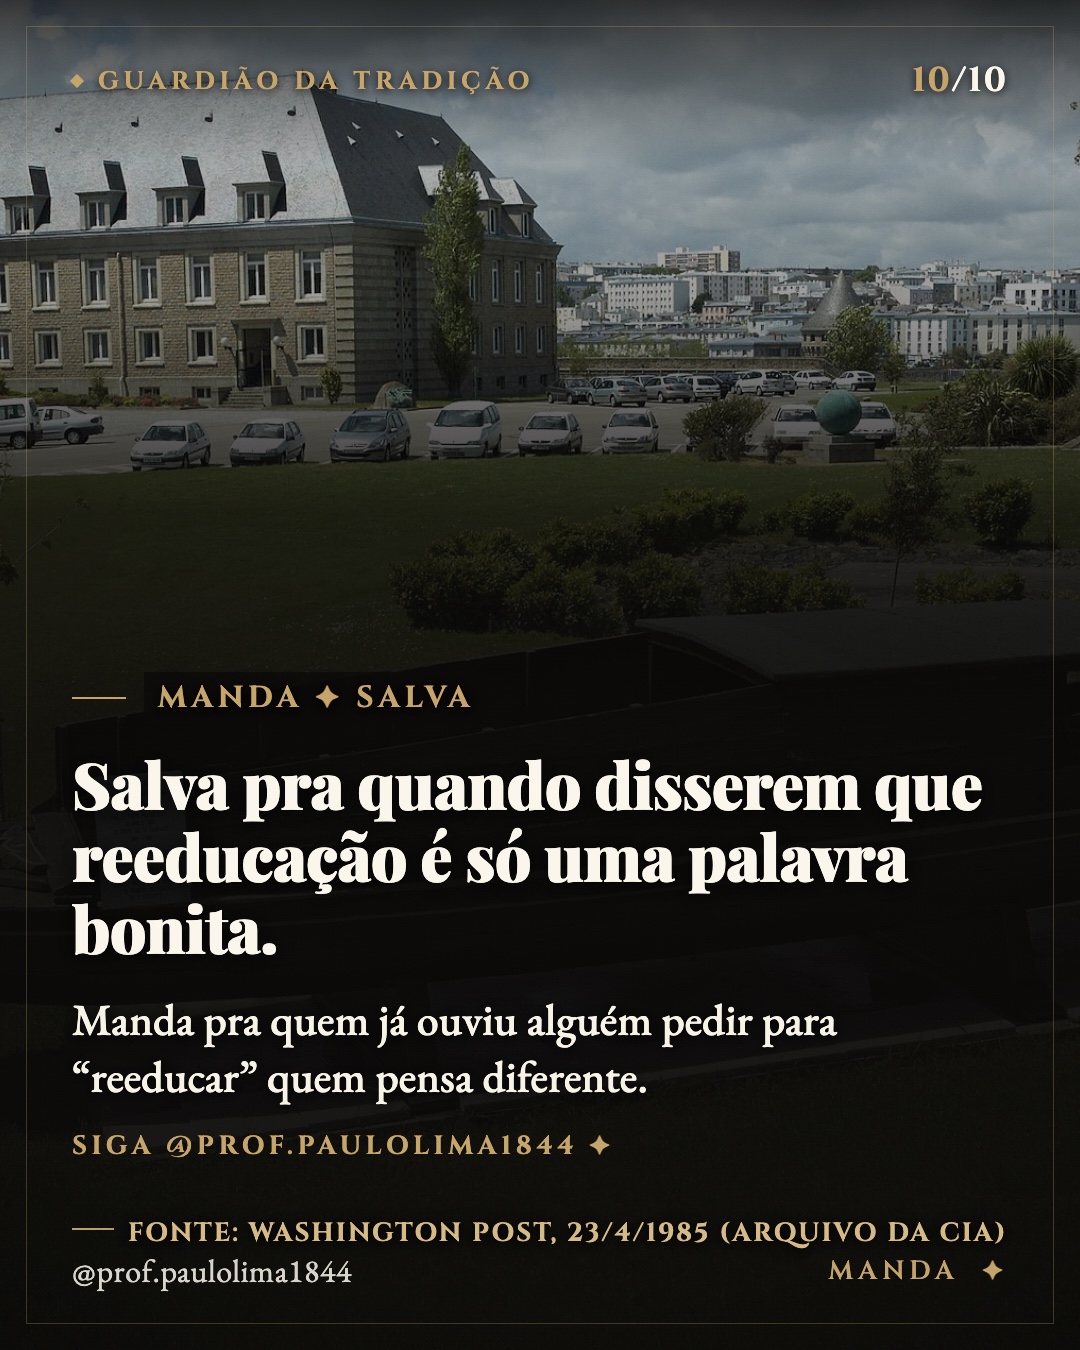 ◆ GUARDIÃO DA TRADIÇÃO
10/10
MANDA ✦ SALVA
Salva pra quando disserem que
reeducação é só uma palavra
bonita.
Manda pra quem já ouviu alguém pedir para
“reeducar” quem pensa diferente.
SIGA @PROF.PAULOLIMA1844 ✦
FONTE: WASHINGTON POST, 23/4/1985 (ARQUIVO DA CIA)
@prof.paulolima1844
MANDA ✦